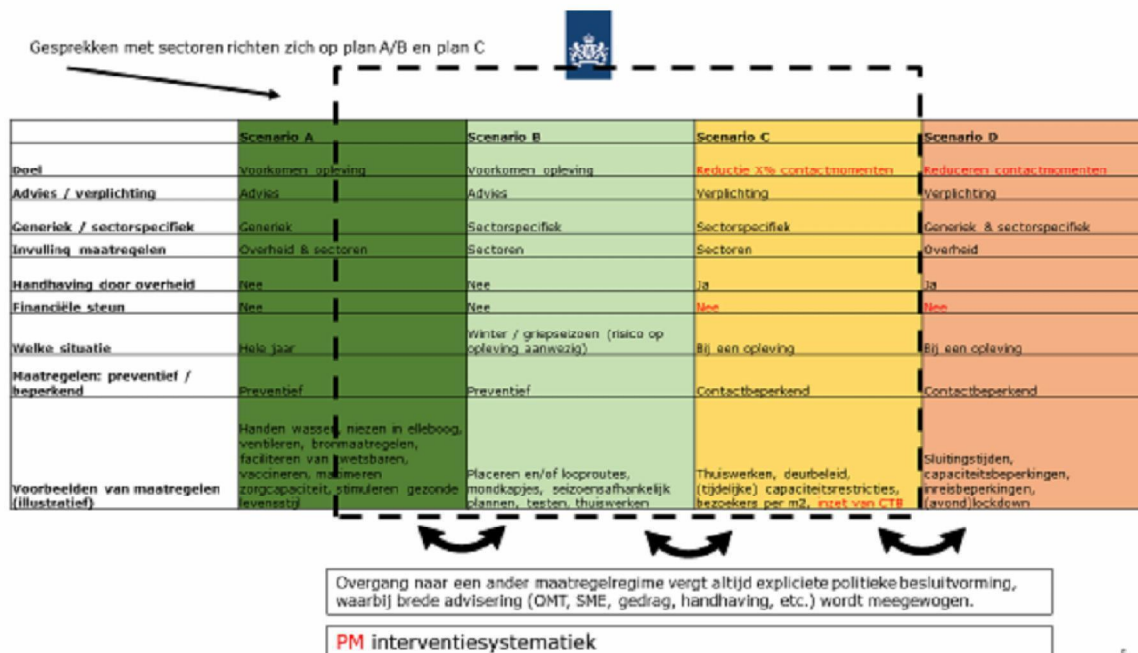 Gesprekken met sectoren richten zich op plan A/B en plan C
Scenario A Scenario B Scenario C Scenario D
Doel Voorkomen opleving Voorkomen opleving Reductie X% contactmomenten Reduceren contactmomenten
Advies / verplichting Advies Advies Verplichting Verplichting
Generiek / sectorspecifiek Generiek Sectorspecifiek Sectorspecifiek Generiek & sectorspecifiek
Invulling maatregelen Overheid & sectoren Sectoren Sectoren Overheid
Handhaving door overheid Nee Nee Ja Ja
Financiële steun Nee Nee Nee Nee
Welke situatie Hele jaar
Winter / griepseizoen (risico op
opleving aanwezig) Bij een opleving Bij een opleving
Maatregelen: preventief /
beperkend Preventief Preventief Contactbeperkend Contactbeperkend
Voorbeelden van maatregelen
(illustratief)
Handen wassen, niezen in elleboog,
ventileren, bronmaatregelen,
faciliteren van kwetsbaren,
vaccineren,
zorgcapaciteit, stimuleren gezonde
levensstijl
Placeren en/of looproutes,
mondkapjes, seizoensafhankelijk
plannen, testen, thuiswerken
Thuiswerken, deurbeleid,
(tijdelijke) capaciteitsrestricties,
bezoekers per m2, inzet van CTB
Sluitingstijden,
capaciteitsbeperkingen,
inreisbeperkingen,
(avond)lockdown
Overgang naar een ander maatregelregime vergt altijd expliciete politieke besluitvorming,
waarbij brede advisering (OMT, SME, gedrag, handhaving, etc.) wordt meegewogen.
PM interventiesystematiek